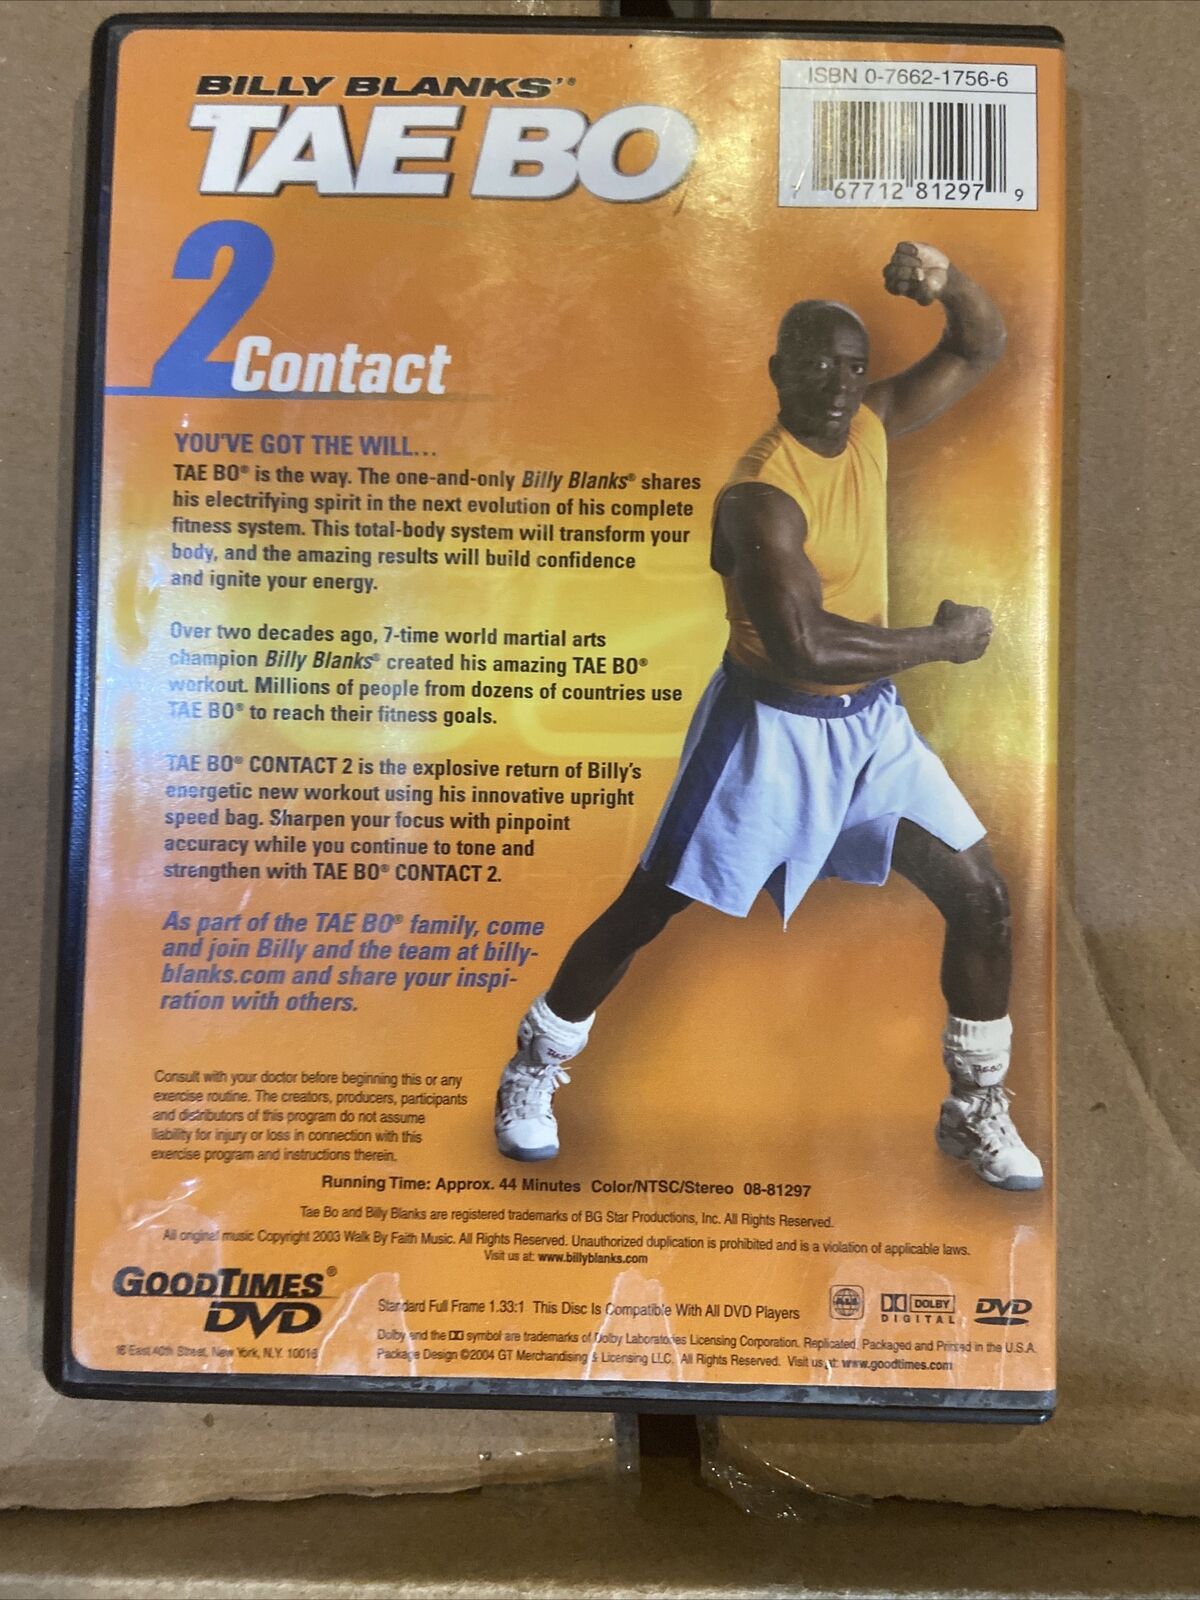 BILLY BLANKS'®
TAE BO
ISBN 0-7662-1756-6
7 67712 81297 9
2
Contact
YOU'VE GOT THE WILL...
TAE BO® is the way. The one-and-only Billy Blanks® shares
his electrifying spirit in the next evolution of his complete
fitness system. This total-body system will transform your
body, and the amazing results will build confidence
and ignite your energy.
Over two decades ago, 7-time world martial arts
champion Billy Blanks® created his amazing TAE BO®
workout. Millions of people from dozens of countries use
TAE BO® to reach their fitness goals.
TAE BO® CONTACT 2 is the explosive return of Billy's
energetic new workout using his innovative upright
speed bag. Sharpen your focus with pinpoint
accuracy while you continue to tone and
strengthen with TAE BO® CONTACT 2.
As part of the TAE BO® family, come
and join Billy and the team at billy-
blanks.com and share your inspi-
ration with others.
TAE BO
TAE BO
Consult with your doctor before beginning this or any
exercise routine. The creators, producers, participants
and distributors of this program do not assume
liability for injury or loss in connection with this
exercise program and instructions therein.
Running Time: Approx. 44 Minutes Color/NTSC/Stereo 08-81297
Tae Bo and Billy Blanks are registered trademarks of BG Star Productions, Inc. All Rights Reserved.
All original music Copyright 2003 Walk By Faith Music. All Rights Reserved. Unauthorized duplication is prohibited and is a violation of applicable laws.
Visit us at: www.billyblanks.com
GOODTIMES®
DVD
16 East 40th Street, New York, N.Y. 10016
Standard Full Frame 1.33:1 This Disc Is Compatible With All DVD Players
ALL
DOLBY
DIGITAL
DVD
Dolby and the DD symbol are trademarks of Dolby Laboratories Licensing Corporation. Replicated, Packaged and Printed in the U.S.A.
Package Design ©2004 GT Merchandising & Licensing LLC. All Rights Reserved. Visit us at: www.goodtimes.com